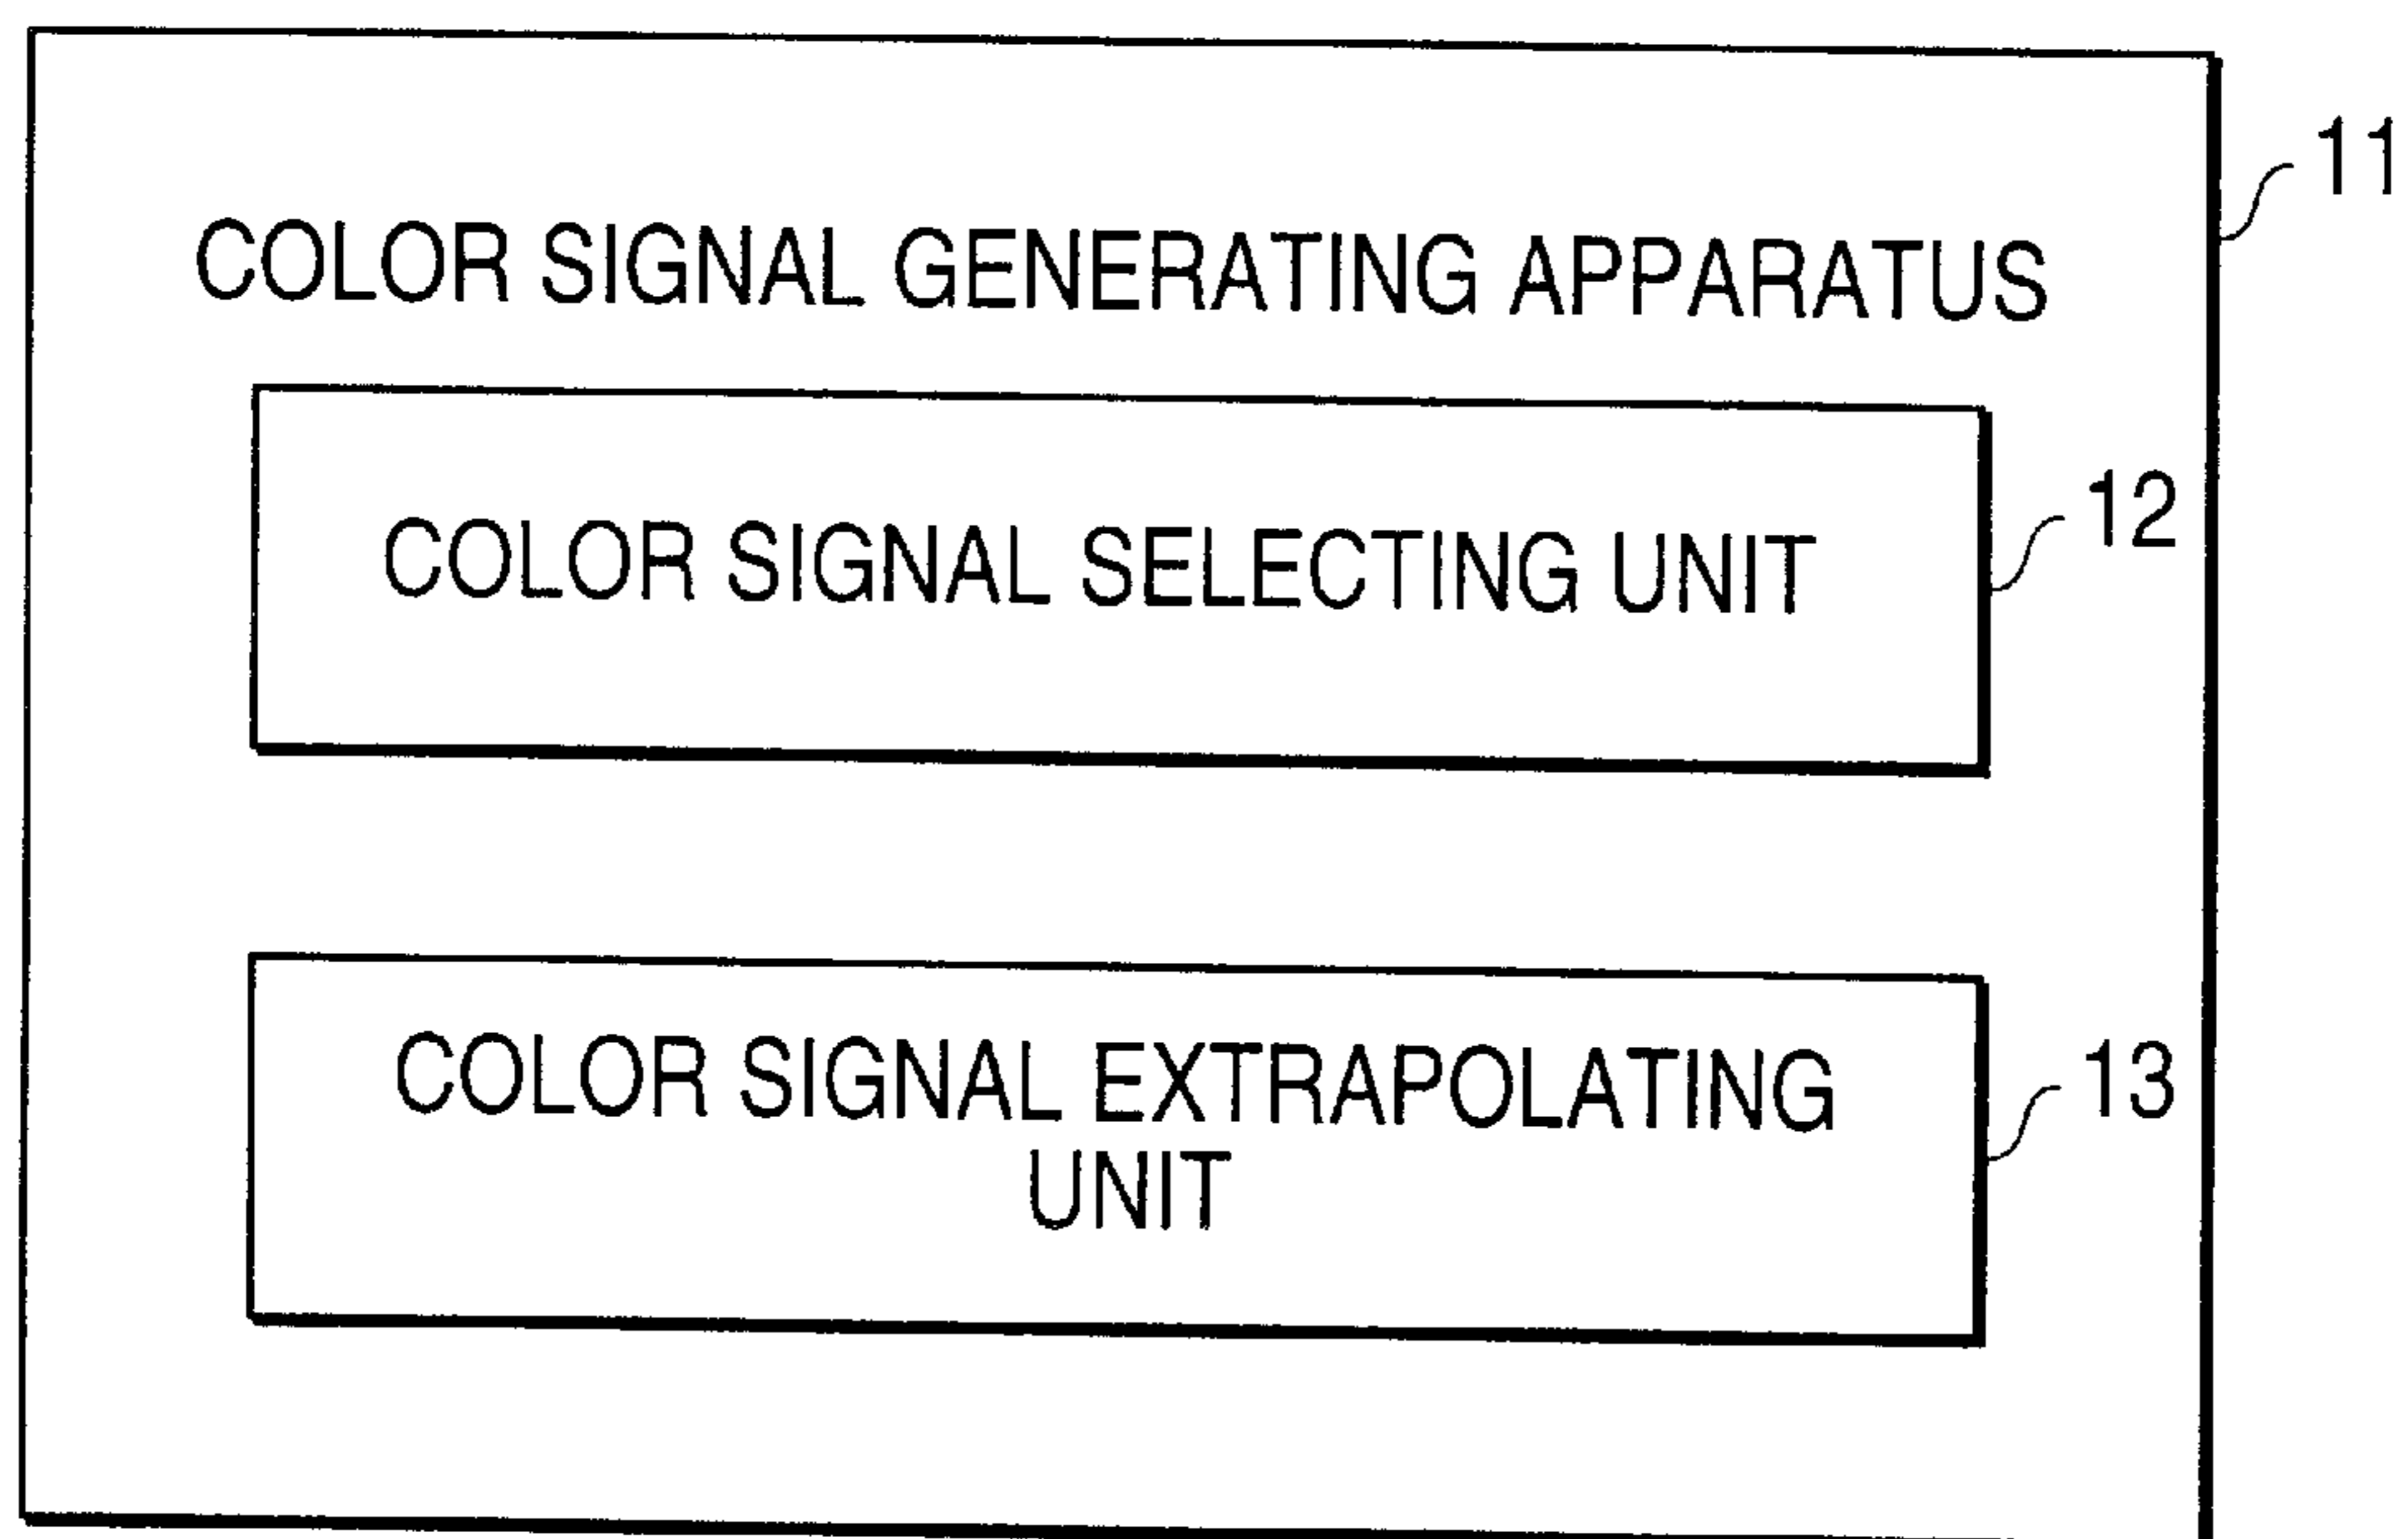 11
COLOR SIGNAL GENERATING APPARATUS
12
COLOR SIGNAL SELECTING UNIT
13
COLOR SIGNAL EXTRAPOLATING
UNIT